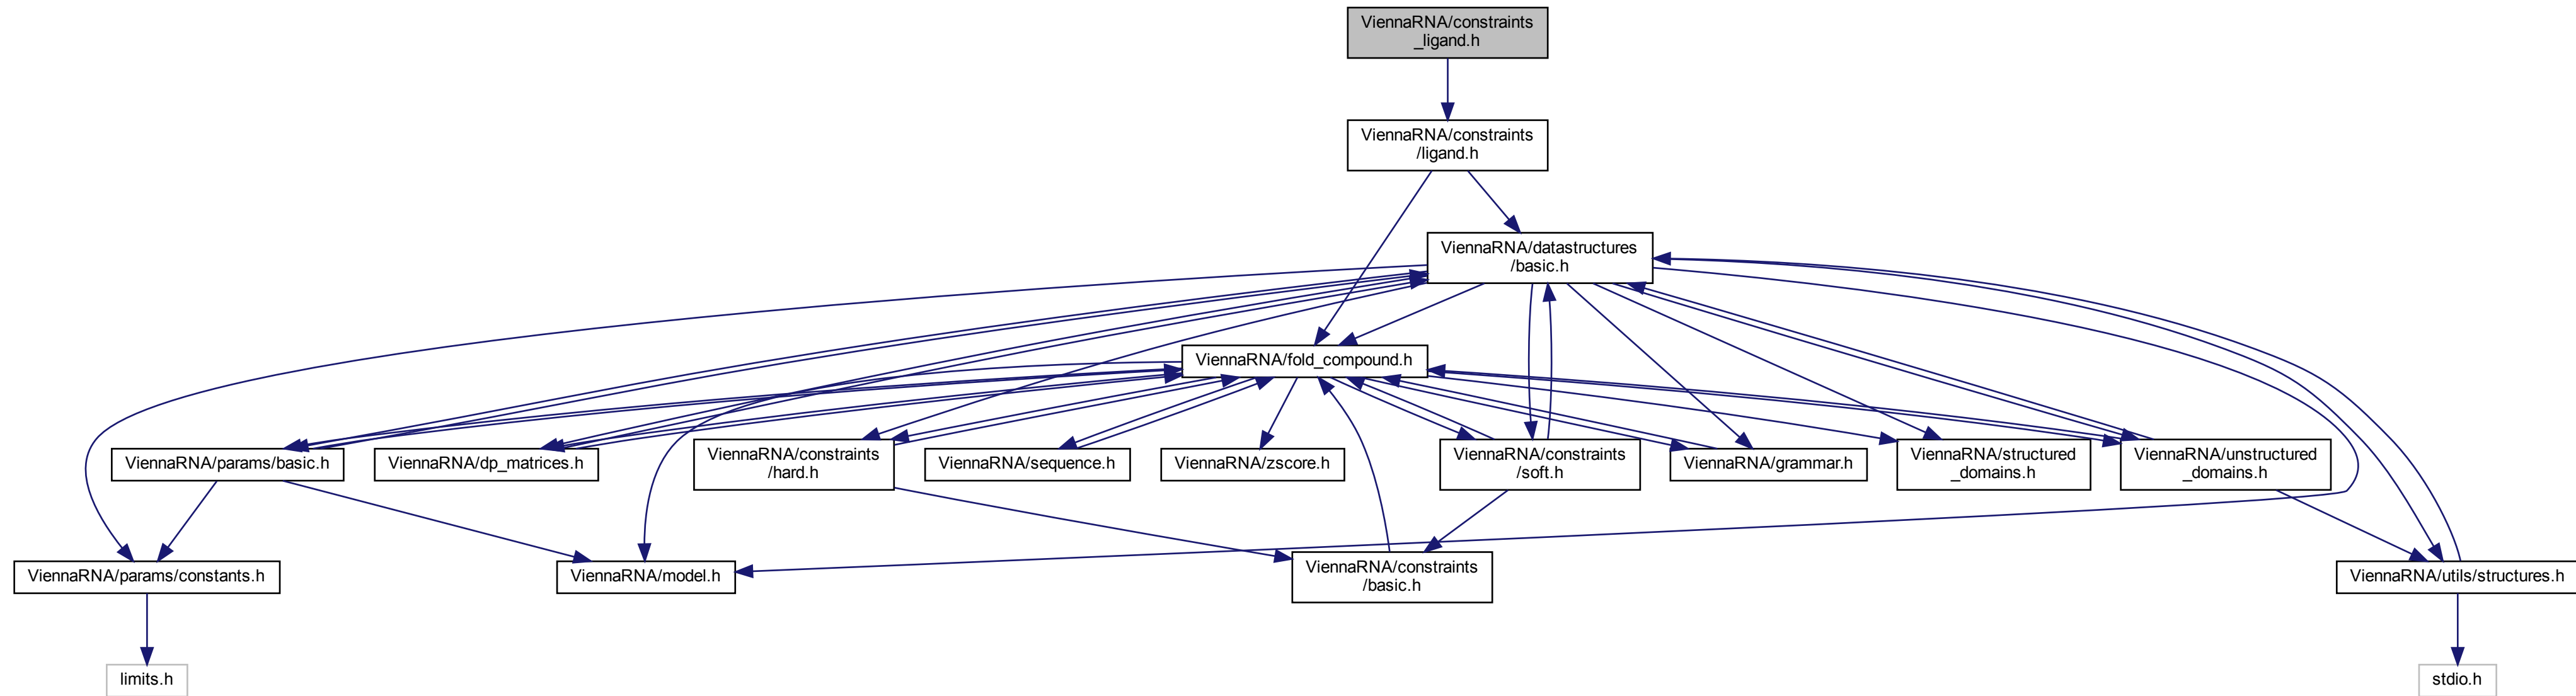 ViennaRNA/constraints
_ligand.h
ViennaRNA/constraints
/ligand.h
ViennaRNA/datastructures
/basic.h
ViennaRNA/fold_compound.h
ViennaRNA/params/basic.h
ViennaRNA/dp_matrices.h
ViennaRNA/constraints
/hard.h
ViennaRNA/sequence.h
ViennaRNA/zscore.h
ViennaRNA/constraints
/soft.h
ViennaRNA/grammar.h
ViennaRNA/structured
_domains.h
ViennaRNA/unstructured
_domains.h
ViennaRNA/params/constants.h
ViennaRNA/model.h
ViennaRNA/constraints
/basic.h
ViennaRNA/utils/structures.h
limits.h
stdio.h